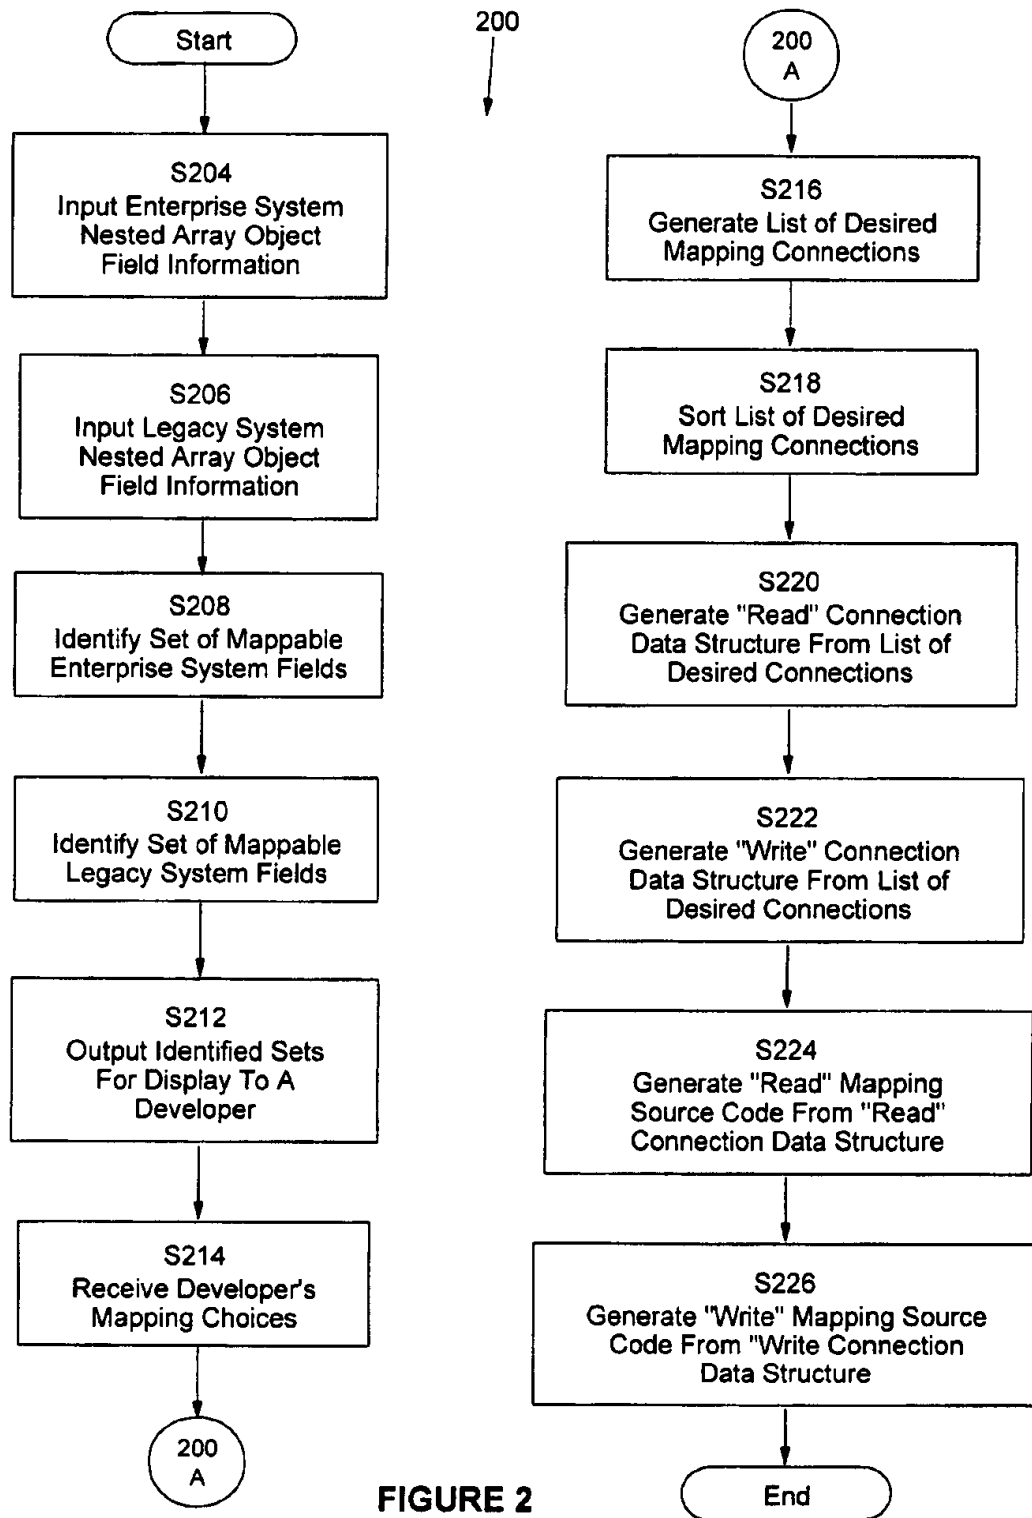 Start
S204
Input Enterprise System
Nested Array Object
Field Information
S206
Input Legacy System
Nested Array Object
Field Information
S208
Identify Set of Mappable
Enterprise System Fields
S210
Identify Set of Mappable
Legacy System Fields
S212
Output Identified Sets
For Display To A
Developer
S214
Receive Developer's
Mapping Choices
200
A
200
200
A
S216
Generate List of Desired
Mapping Connections
S218
Sort List of Desired
Mapping Connections
S220
Generate "Read" Connection
Data Structure From List of
Desired Connections
S222
Generate "Write" Connection
Data Structure From List of
Desired Connections
S224
Generate "Read" Mapping
Source Code From "Read"
Connection Data Structure
S226
Generate "Write" Mapping Source
Code From "Write Connection
Data Structure
End
FIGURE 2